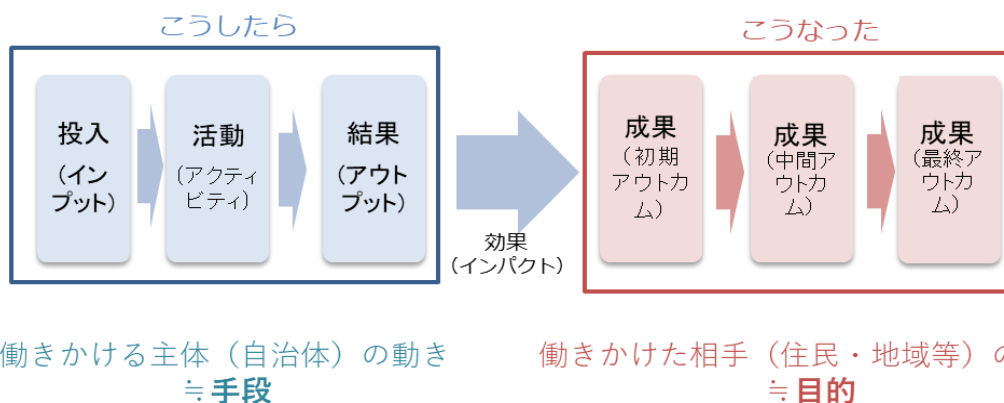 こうしたら
こうなった
投入
(イン
プット)
活動
(アクティ
ビティ)
結果
(アウト
プット)
効果
(インパクト)
成果
(初期
アウトカ
ム)
成果
(中間ア
ウトカ
ム)
成果
(最終ア
ウトカ
ム)
働きかける主体（自治体）の動き
≒手段
働きかけた相手（住民・地域等）の
≒目的